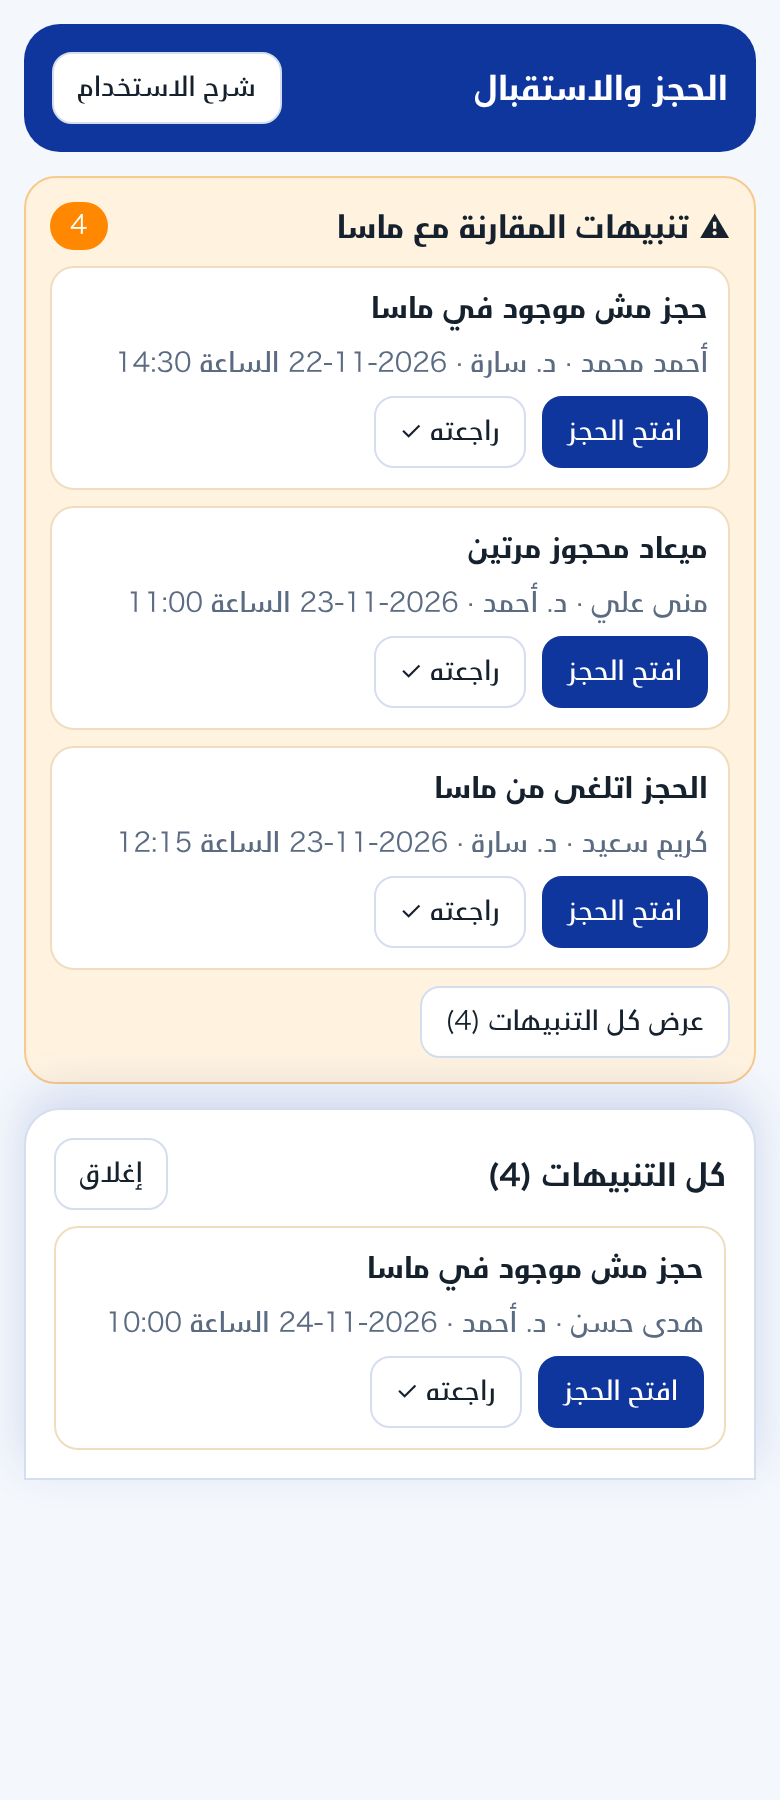 الحجز والاستقبال
شرح الاستخدام
⚠ تنبيهات المقارنة مع ماسا
4
حجز مش موجود في ماسا
أحمد محمد · د. سارة · 2026-11-22 الساعة 14:30
افتح الحجز
راجعته ✓
ميعاد محجوز مرتين
منى علي · د. أحمد · 2026-11-23 الساعة 11:00
افتح الحجز
راجعته ✓
الحجز اتلغى من ماسا
كريم سعيد · د. سارة · 2026-11-23 الساعة 12:15
افتح الحجز
راجعته ✓
عرض كل التنبيهات (4)
كل التنبيهات (4)
إغلاق
حجز مش موجود في ماسا
هدى حسن · د. أحمد · 2026-11-24 الساعة 10:00
افتح الحجز
راجعته ✓